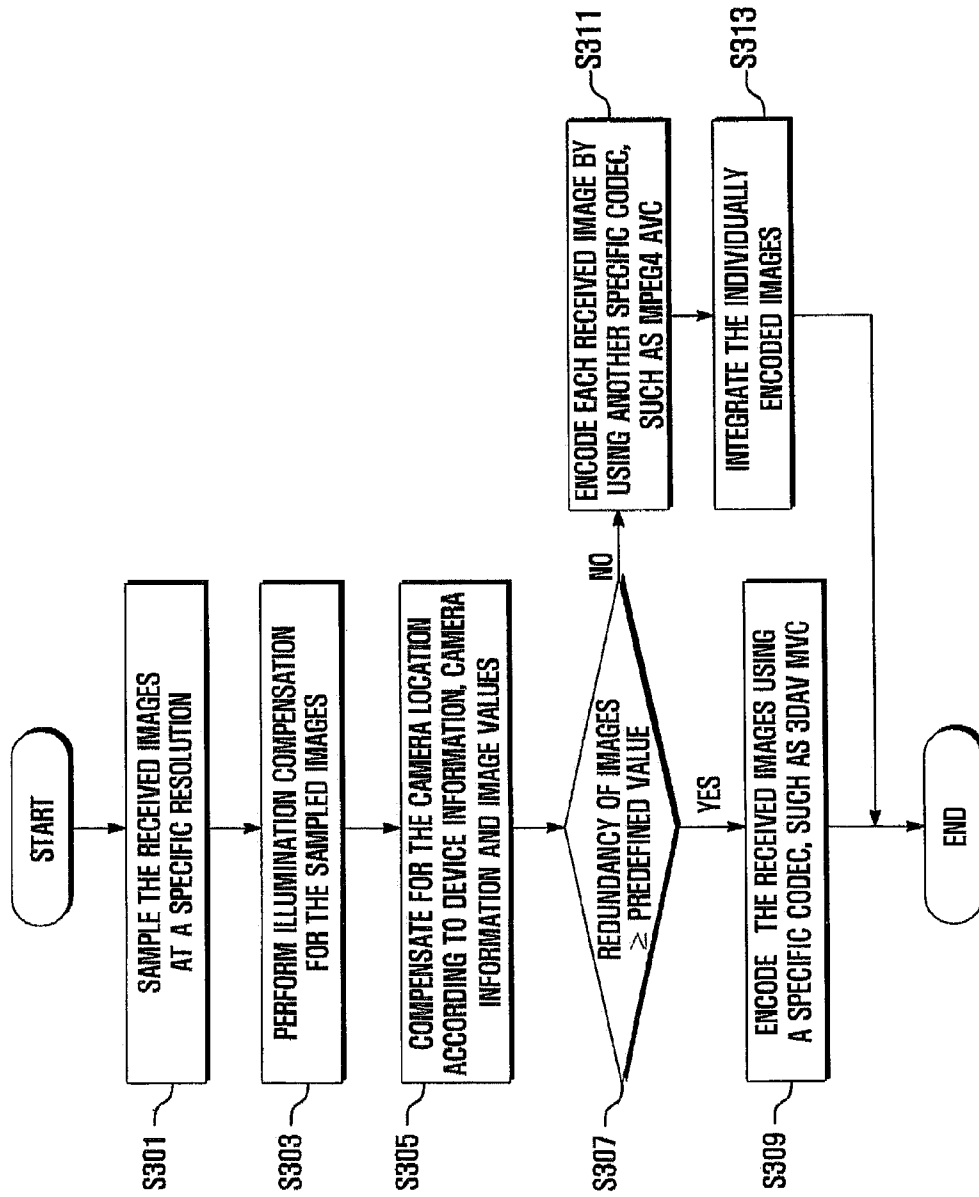 START
S301
SAMPLE THE RECEIVED IMAGES
AT A SPECIFIC RESOLUTION
S303
PERFORM ILLUMINATION COMPENSATION
FOR THE SAMPLED IMAGES
S305
COMPENSATE FOR THE CAMERA LOCATION
ACCORDING TO DEVICE INFORMATION, CAMERA
INFORMATION AND IMAGE VALUES
S307
REDUNDANCY OF IMAGES
≥ PREDEFINED VALUE
NO
YES
S311
ENCODE EACH RECEIVED IMAGE BY
USING ANOTHER SPECIFIC CODEC,
SUCH AS MPEG4 AVC
S309
ENCODE THE RECEIVED IMAGES USING
A SPECIFIC CODEC, SUCH AS 3DAV MVC
S313
INTEGRATE THE INDIVIDUALLY
ENCODED IMAGES
END